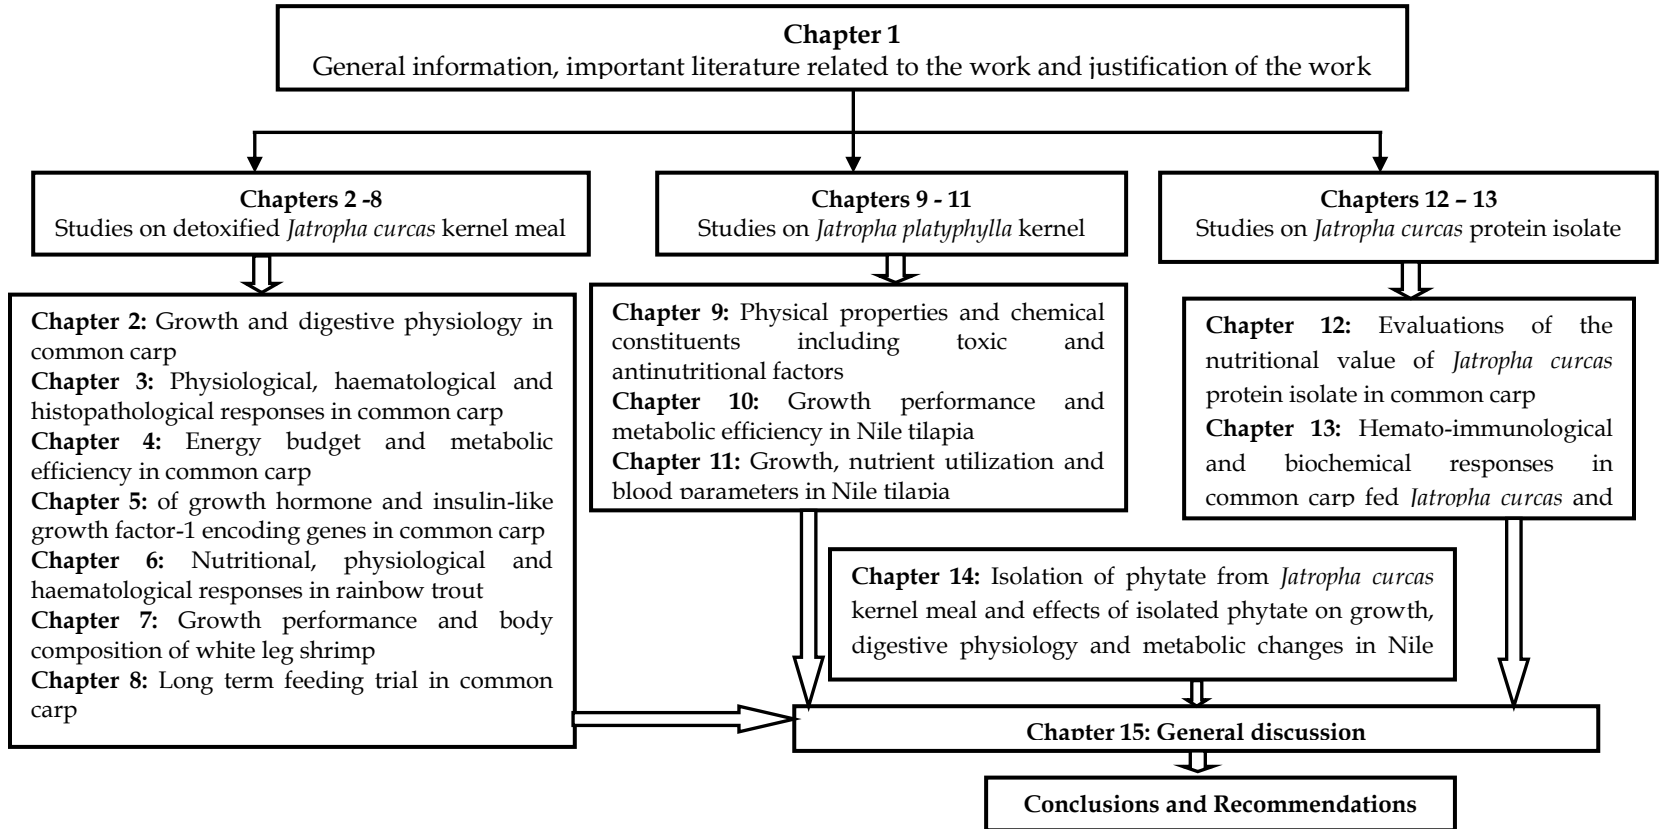 Chapter 1
General information, important literature related to the work and justification of the work
Chapters 2 -8
Studies on detoxified Jatropha curcas kernel meal
Chapters 9 - 11
Studies on Jatropha platyphylla kernel
Chapters 12 – 13
Studies on Jatropha curcas protein isolate
Chapter 2: Growth and digestive physiology in
common carp
Chapter 3: Physiological, haematological and
histopathological responses in common carp
Chapter 4: Energy budget and metabolic
efficiency in common carp
Chapter 5: of growth hormone and insulin-like
growth factor-1 encoding genes in common carp
Chapter 6: Nutritional, physiological and
haematological responses in rainbow trout
Chapter 7: Growth performance and body
composition of white leg shrimp
Chapter 8: Long term feeding trial in common
carp
Chapter 9: Physical properties and chemical
constituents including toxic and
antinutritional factors
Chapter 10: Growth performance and
metabolic efficiency in Nile tilapia
Chapter 11: Growth, nutrient utilization and
blood parameters in Nile tilapia
Chapter 12: Evaluations of the
nutritional value of Jatropha curcas
protein isolate in common carp
Chapter 13: Hemato-immunological
and biochemical responses in
common carp fed Jatropha curcas and
Chapter 14: Isolation of phytate from Jatropha curcas
kernel meal and effects of isolated phytate on growth,
digestive physiology and metabolic changes in Nile
Chapter 15: General discussion
Conclusions and Recommendations